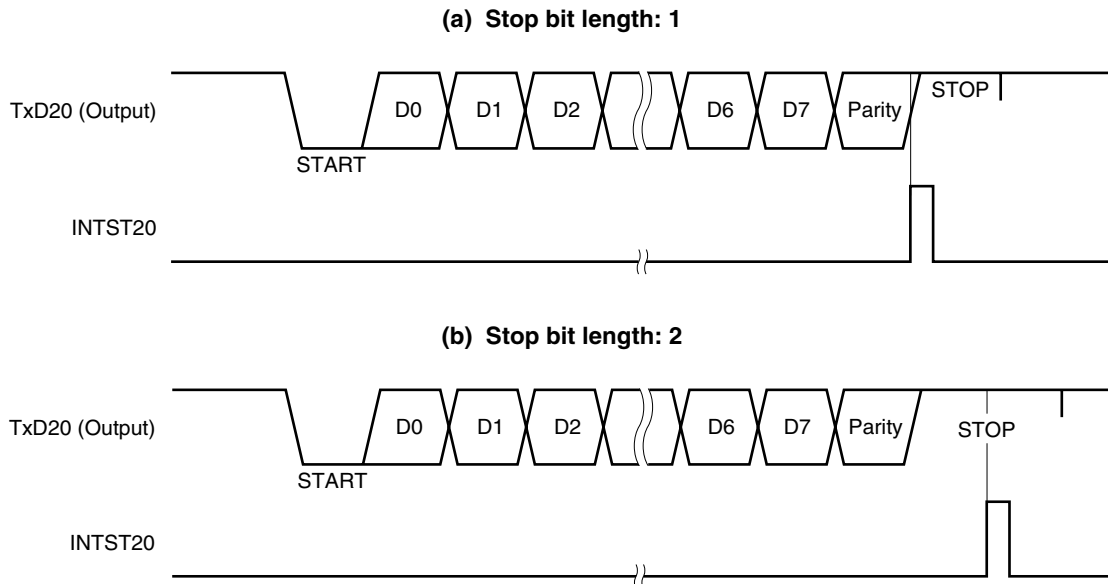 (a) Stop bit length: 1
TxD20 (Output)
D0 D1 D2 D6 D7 Parity
STOP
START
INTST20
(b) Stop bit length: 2
TxD20 (Output)
D0 D1 D2 D6 D7 Parity
STOP
START
INTST20